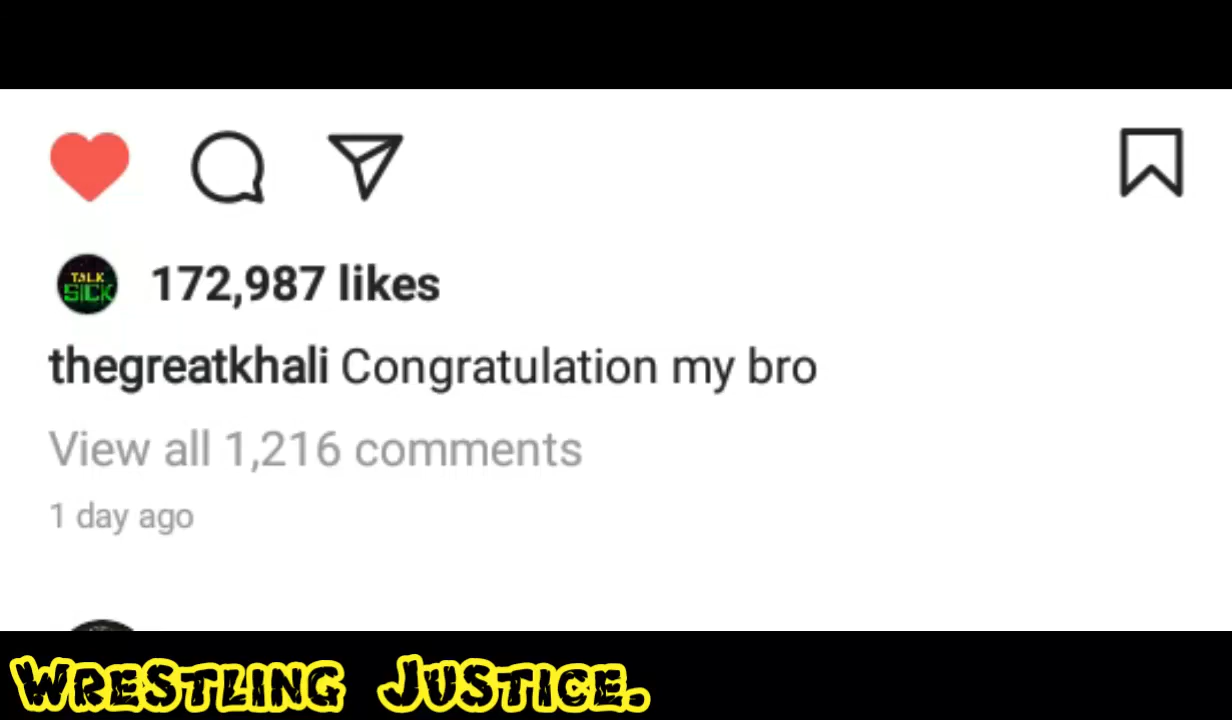 TALK
SICK
172,987 likes
thegreatkhali Congratulation my bro
View all 1,216 comments
1 day ago
WRESTLING JUSTICE.